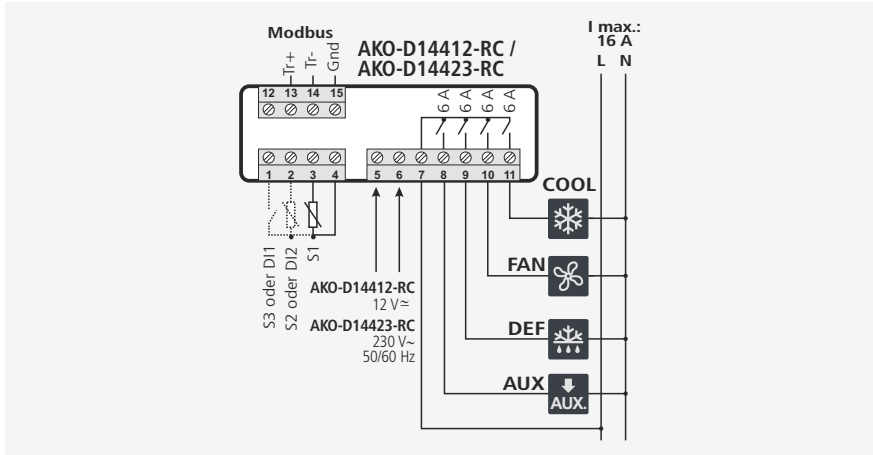 Modbus
AKO-D14412-RC /
AKO-D14423-RC
I max.:
16 A
L N
Tr+
Tr-
Gnd
12 13 14 15
6 A
6 A
6 A
6 A
1 2 3 4
5 6 7 8 9 10 11
S3 oder DI1
S2 oder DI2
S1
AKO-D14412-RC
12 V≃
AKO-D14423-RC
230 V~
50/60 Hz
COOL
FAN
DEF
AUX
AUX.